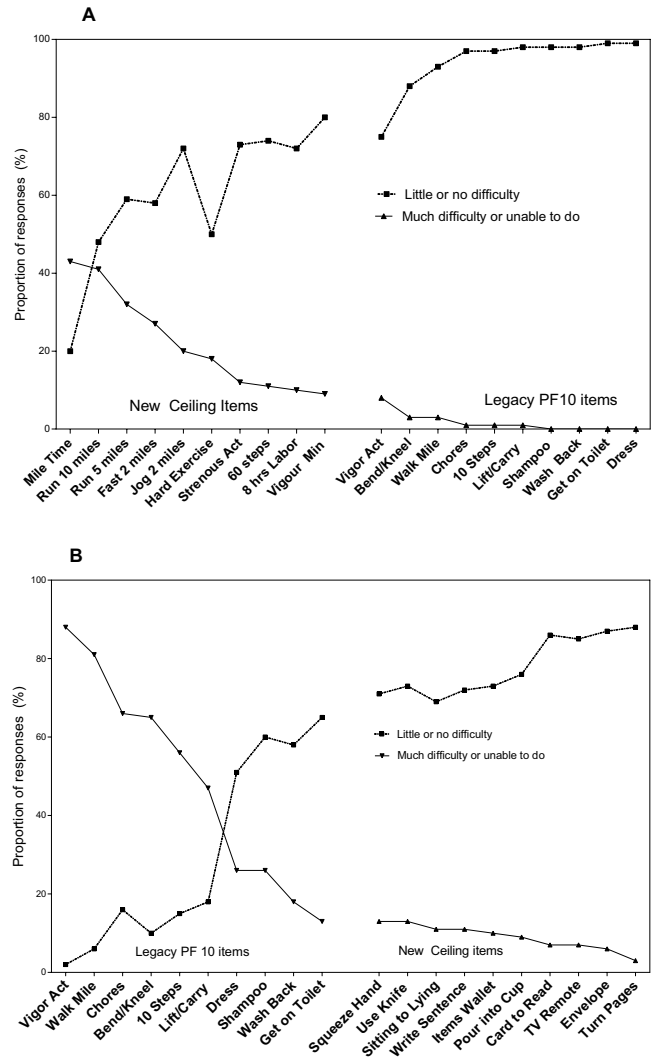 A
Proportion of responses (%)
100
80
60
40
20
0
Little or no difficulty
Much difficulty or unable to do
New Ceiling Items
Legacy PF10 items
Mile Time
Run 10 miles
Run 5 miles
Fast 2 miles
Jog 2 miles
Hard Exercise
Strenous Act
60 steps
8 hrs Labor
Vigour Min
Vigor Act
Bend/Kneel
Walk Mile
Chores
10 Steps
Lift/Carry
Shampoo
Wash Back
Get on Toilet
Dress
B
Proportion of responses (%)
100
80
60
40
20
0
Little or no difficulty
Much difficulty or unable to do
Legacy PF 10 items
New Ceiling items
Vigor Act
Walk Mile
Chores
Bend/Kneel
10 Steps
Lift/Carry
Dress
Shampoo
Wash Back
Get on Toilet
Squeeze Hand
Use Knife
Sitting to Lying
Write Sentence
Items Wallet
Pour into Cup
Card to Read
TV Remote
Envelope
Turn Pages